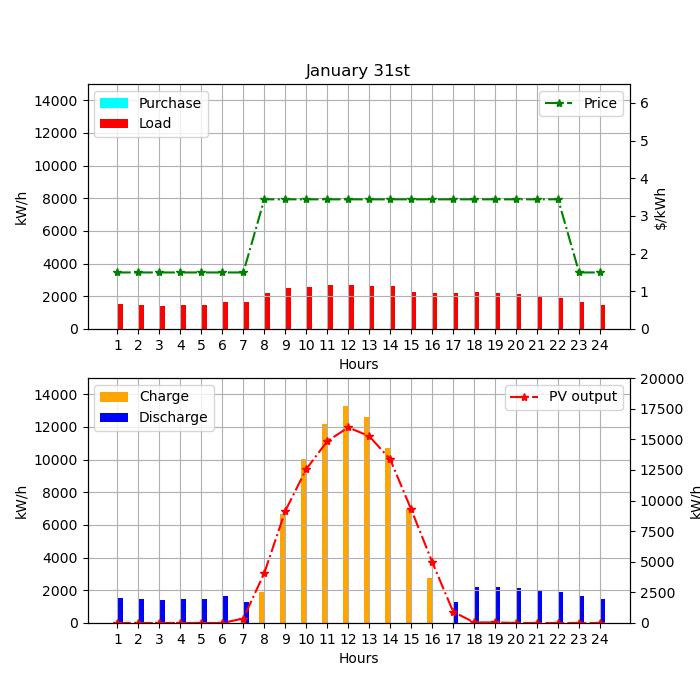 January 31st
14000
12000
10000
8000
6000
4000
2000
0
kW/h
Purchase
Load
Price
6
5
4
3
2
1
0
$/kWh
1 2 3 4 5 6 7 8 9 10 11 12 13 14 15 16 17 18 19 20 21 22 23 24
Hours
14000
12000
10000
8000
6000
4000
2000
0
kW/h
Charge
Discharge
PV output
20000
17500
15000
12500
10000
7500
5000
2500
0
kW/h
1 2 3 4 5 6 7 8 9 10 11 12 13 14 15 16 17 18 19 20 21 22 23 24
Hours